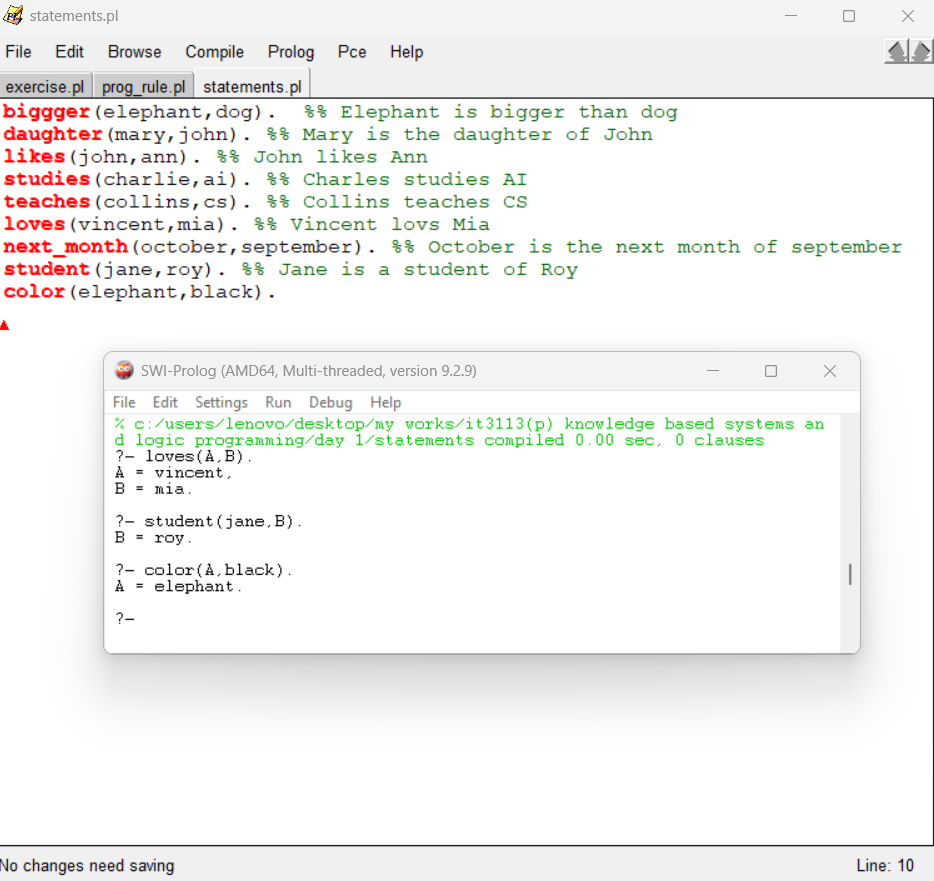 statements.pl
File Edit Browse Compile Prolog Pce Help
exercise.pl prog_rule.pl statements.pl
biggger(elephant,dog).  %% Elephant is bigger than dog
daughter(mary,john). %% Mary is the daughter of John
likes(john,ann). %% John likes Ann
studies(charlie,ai). %% Charles studies AI
teaches(collins,cs). %% Collins teaches CS
loves(vincent,mia). %% Vincent lovs Mia
next_month(october,september). %% October is the next month of september
student(jane,roy). %% Jane is a student of Roy
color(elephant,black).
SWI-Prolog (AMD64, Multi-threaded, version 9.2.9)
File Edit Settings Run Debug Help
% c:/users/lenovo/desktop/my works/it3113(p) knowledge based systems an
d logic programming/day 1/statements compiled 0.00 sec, 0 clauses
?- loves(A,B).
A = vincent,
B = mia.
?- student(jane,B).
B = roy.
?- color(A,black).
A = elephant.
?-
No changes need saving
Line: 10